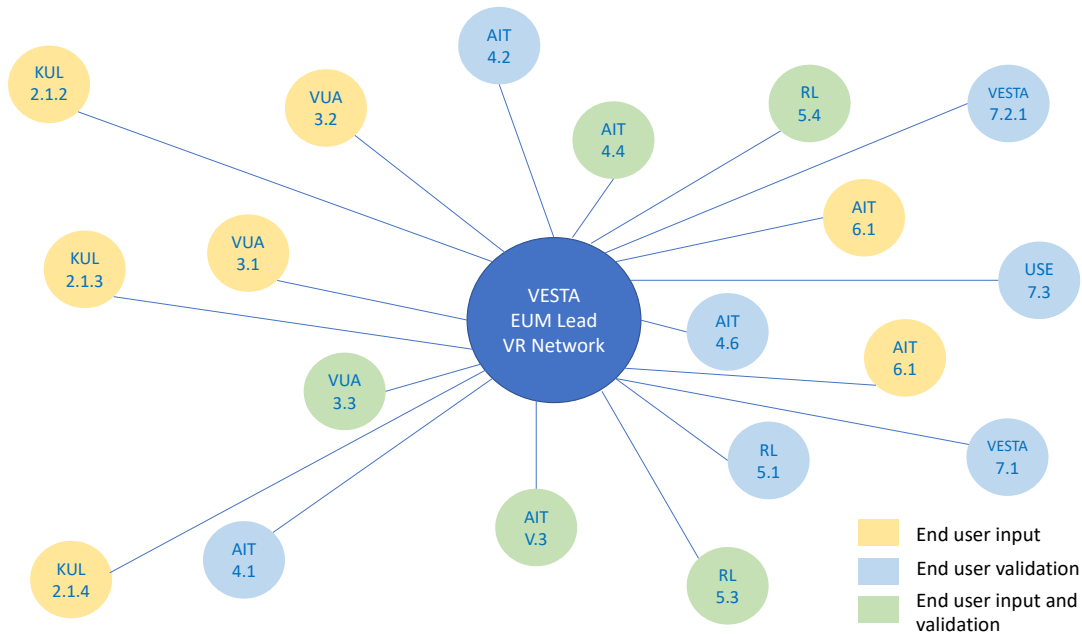 AIT
4.2
KUL
2.1.2
VUA
3.2
RL
5.4
VESTA
7.2.1
AIT
4.4
AIT
6.1
VUA
3.1
KUL
2.1.3
USE
7.3
VESTA
EUM Lead
VR Network
AIT
4.6
AIT
6.1
VUA
3.3
RL
5.1
VESTA
7.1
AIT
V.3
AIT
4.1
KUL
2.1.4
RL
5.3
End user input
End user validation
End user input and
validation